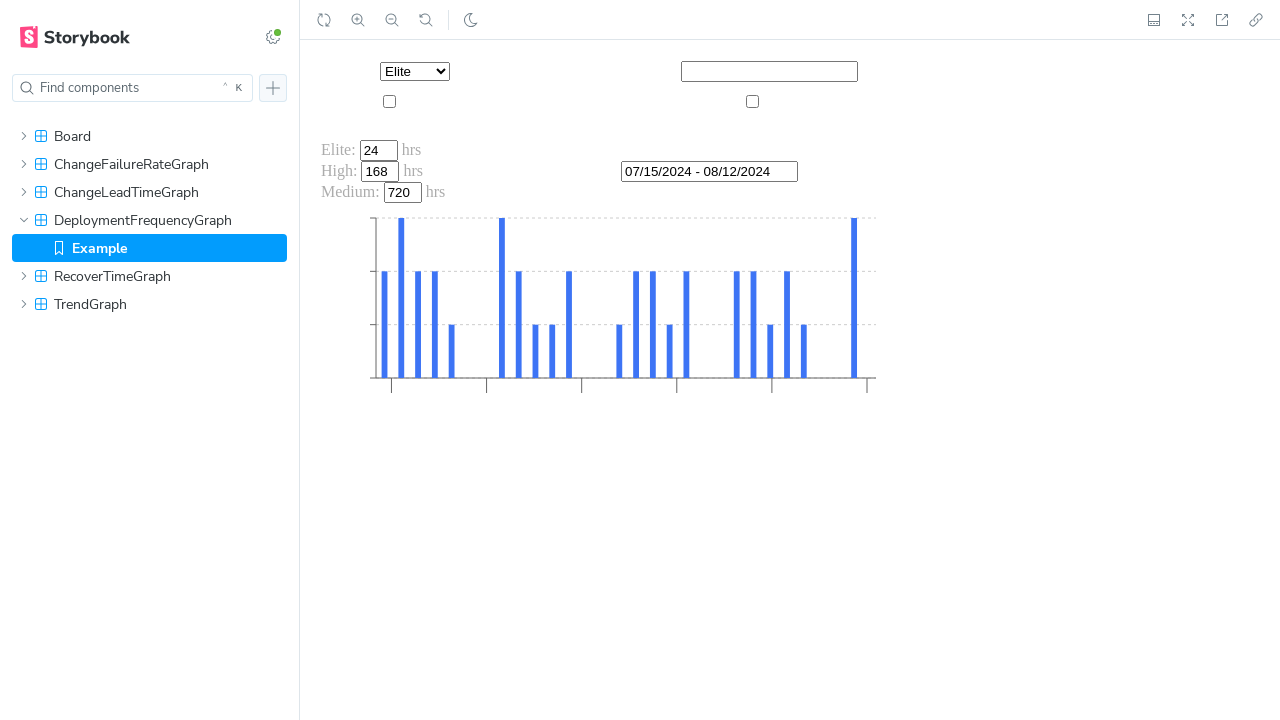 Storybook
Find components
^ K
Board
ChangeFailureRateGraph
ChangeLeadTimeGraph
DeploymentFrequencyGraph
Example
RecoverTimeGraph
TrendGraph
Elite
Elite: 24 hrs
High: 168 hrs
07/15/2024 - 08/12/2024
Medium: 720 hrs